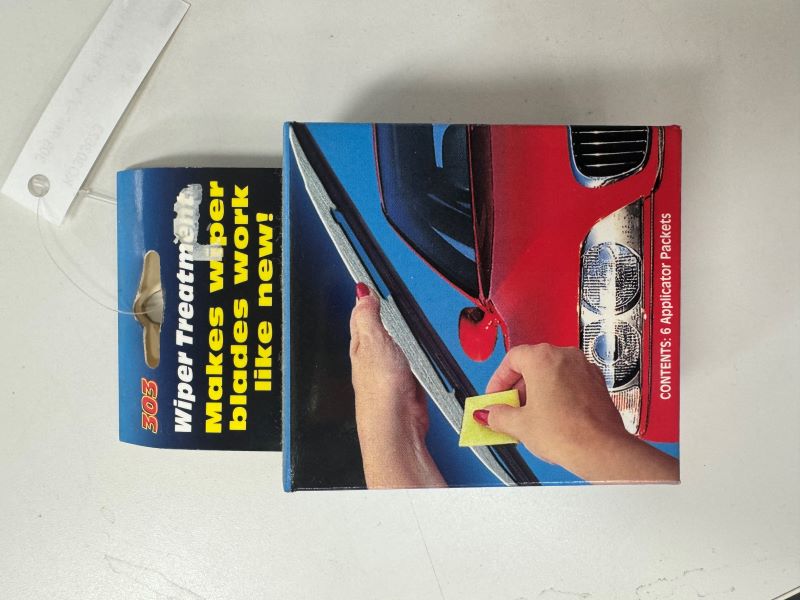 303
Wiper Treatment
Makes wiper
blades work
like new!
CONTENTS: 6 Applicator Packets